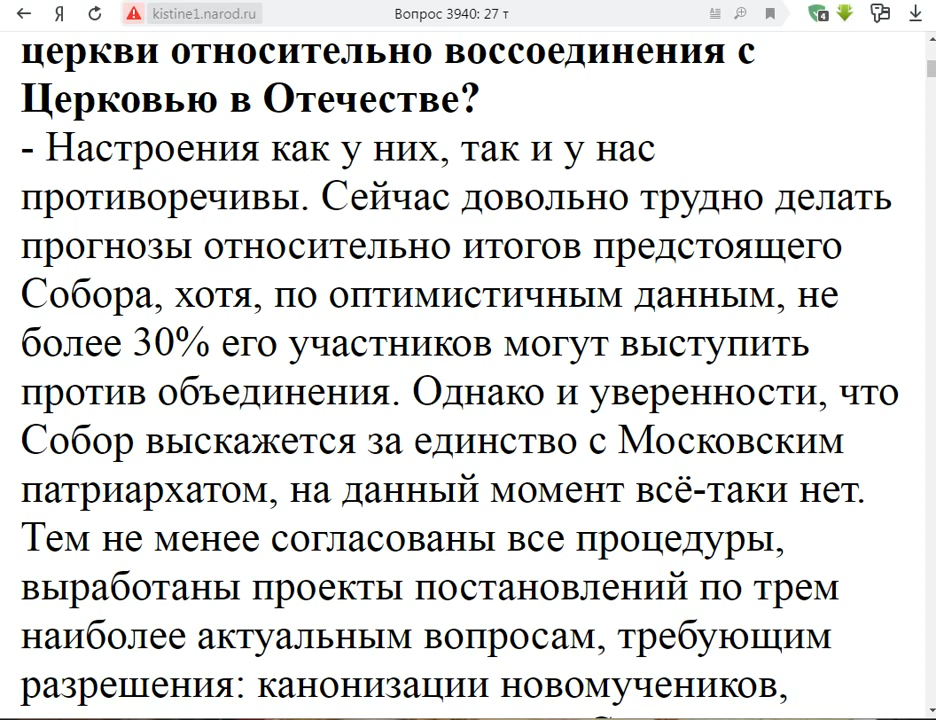 Я kistine1.narod.ru Вопрос 3940: 27 т 4
церкви относительно воссоединения с
Церковью в Отечестве?
- Настроения как у них, так и у нас
противоречивы. Сейчас довольно трудно делать
прогнозы относительно итогов предстоящего
Собора, хотя, по оптимистичным данным, не
более 30% его участников могут выступить
против объединения. Однако и уверенности, что
Собор выскажется за единство с Московским
патриархатом, на данный момент всё-таки нет.
Тем не менее согласованы все процедуры,
выработаны проекты постановлений по трем
наиболее актуальным вопросам, требующим
разрешения: канонизации новомучеников,